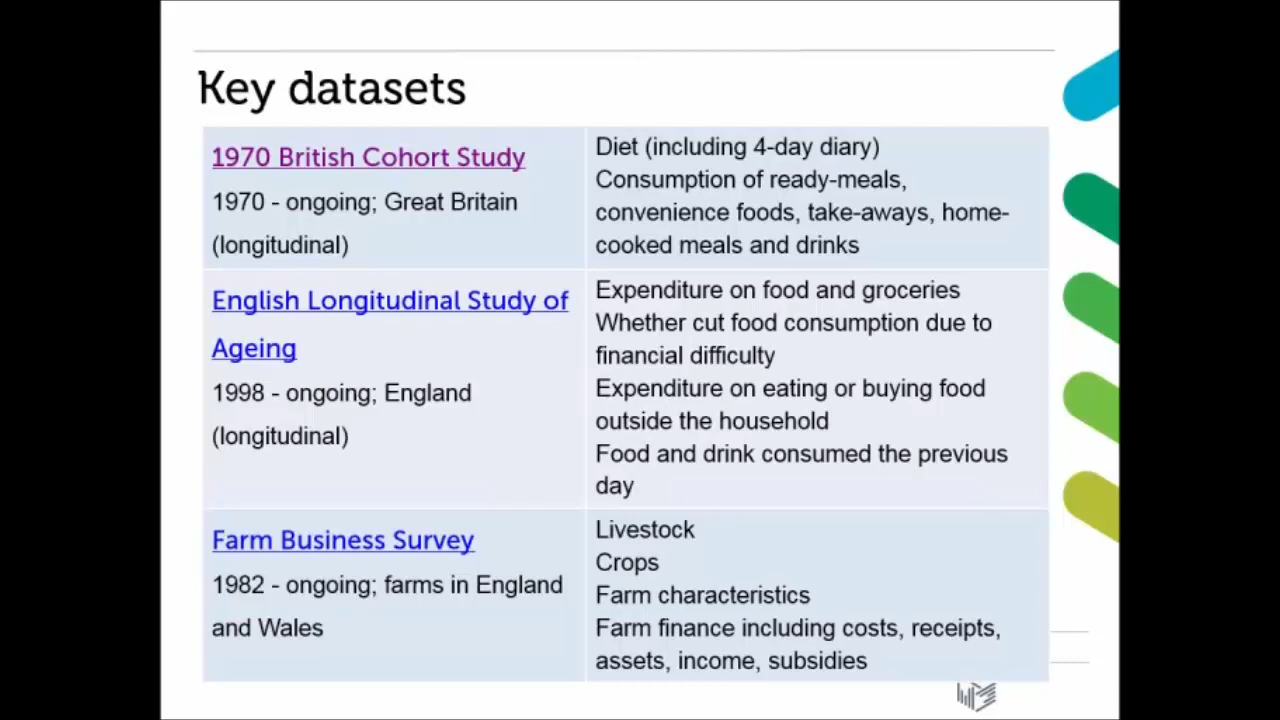 Key datasets
1970 British Cohort Study
1970 - ongoing; Great Britain
(longitudinal)
Diet (including 4-day diary)
Consumption of ready-meals,
convenience foods, take-aways, home-
cooked meals and drinks
English Longitudinal Study of
Ageing
1998 - ongoing; England
(longitudinal)
Expenditure on food and groceries
Whether cut food consumption due to
financial difficulty
Expenditure on eating or buying food
outside the household
Food and drink consumed the previous
day
Farm Business Survey
1982 - ongoing; farms in England
and Wales
Livestock
Crops
Farm characteristics
Farm finance including costs, receipts,
assets, income, subsidies